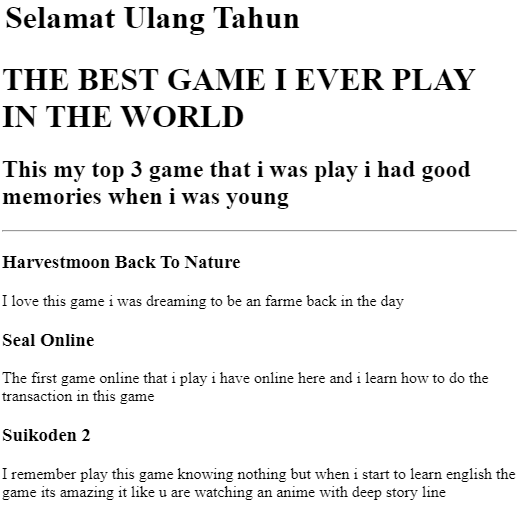 Selamat Ulang Tahun
THE BEST GAME I EVER PLAY
IN THE WORLD
This my top 3 game that i was play i had good
memories when i was young
Harvestmoon Back To Nature
I love this game i was dreaming to be an farme back in the day
Seal Online
The first game online that i play i have online here and i learn how to do the
transaction in this game
Suikoden 2
I remember play this game knowing nothing but when i start to learn english the
game its amazing it like u are watching an anime with deep story line